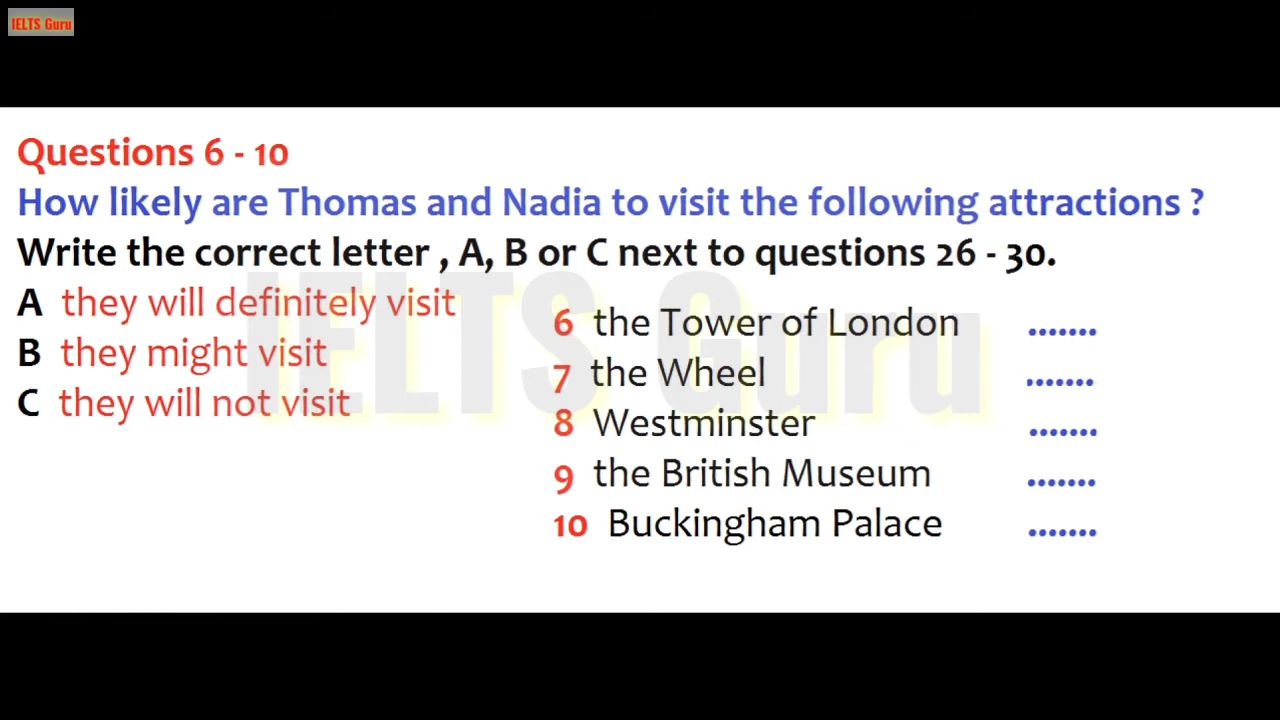 IELTS Guru
Questions 6 - 10
How likely are Thomas and Nadia to visit the following attractions ?
Write the correct letter , A, B or C next to questions 26 - 30.
A they will definitely visit
B they might visit
C they will not visit
6 the Tower of London .......
7 the Wheel .......
8 Westminster .......
9 the British Museum .......
10 Buckingham Palace .......
IELTS Guru